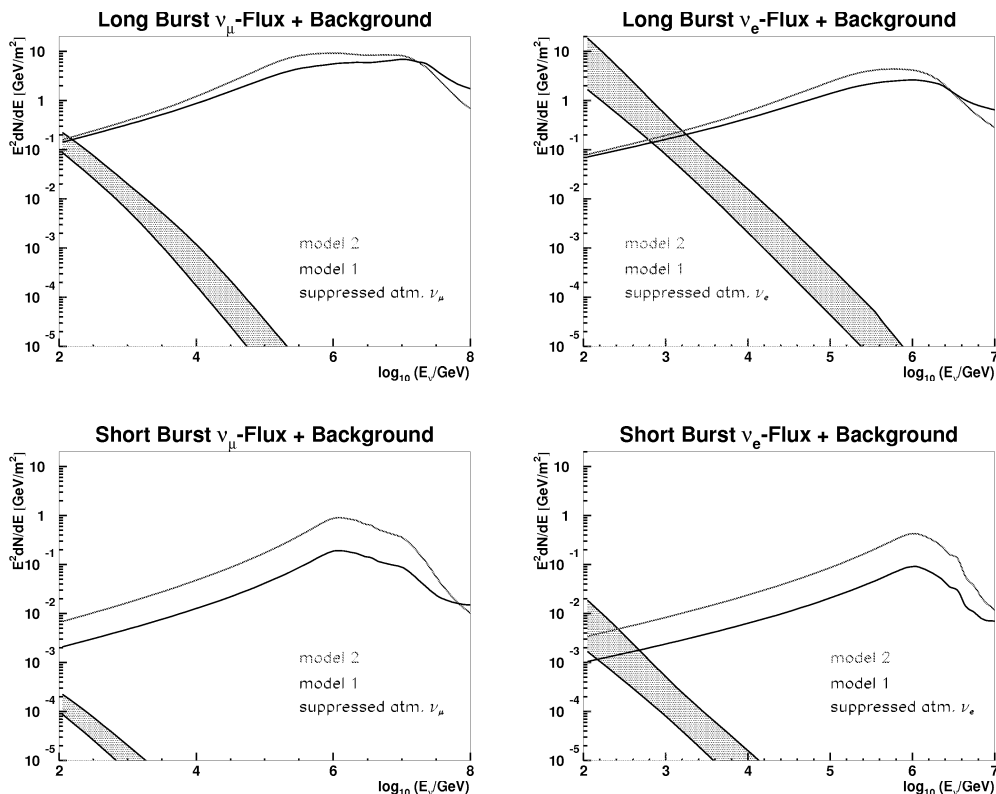 Long Burst νμ-Flux + Background
E²dN/dE [GeV/m²]
10
1
10⁻¹
10⁻²
10⁻³
10⁻⁴
10⁻⁵
model 2
model 1
suppressed atm. νμ
2 4 6 8
log₁₀ (Eν/GeV)
Long Burst νe-Flux + Background
E²dN/dE [GeV/m²]
10
1
10⁻¹
10⁻²
10⁻³
10⁻⁴
10⁻⁵
model 2
model 1
suppressed atm. νe
2 3 4 5 6 7
log₁₀ (Eν/GeV)
Short Burst νμ-Flux + Background
E²dN/dE [GeV/m²]
10
1
10⁻¹
10⁻²
10⁻³
10⁻⁴
10⁻⁵
model 2
model 1
suppressed atm. νμ
2 4 6 8
log₁₀ (Eν/GeV)
Short Burst νe-Flux + Background
E²dN/dE [GeV/m²]
10
1
10⁻¹
10⁻²
10⁻³
10⁻⁴
10⁻⁵
model 2
model 1
suppressed atm. νe
2 3 4 5 6 7
log₁₀ (Eν/GeV)